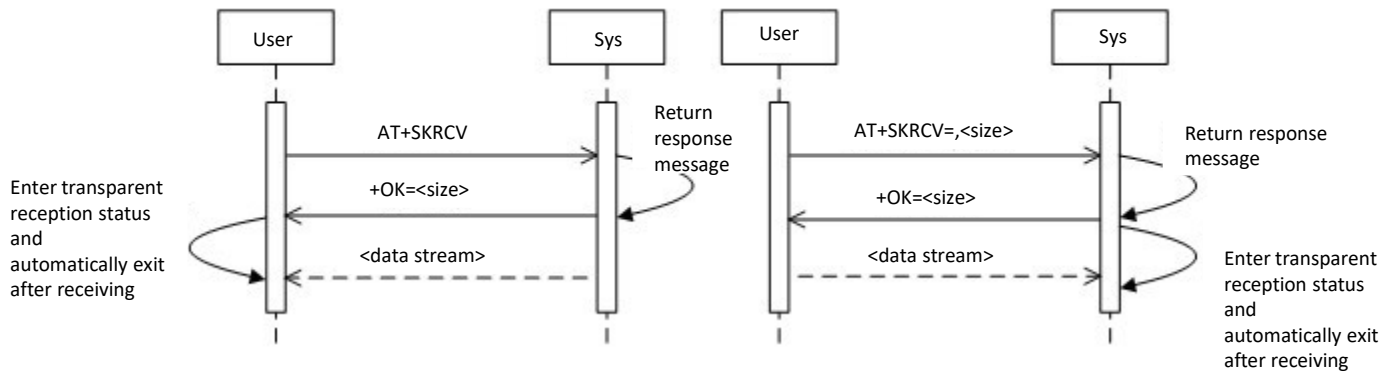 User
Sys
AT+SKRCV
Return
response
message
+OK=<size>
Enter transparent
reception status
and
automatically exit
after receiving
<data stream>
User
Sys
AT+SKRCV=,<size>
Return response
message
+OK=<size>
<data stream>
Enter transparent
reception status
and
automatically exit
after receiving